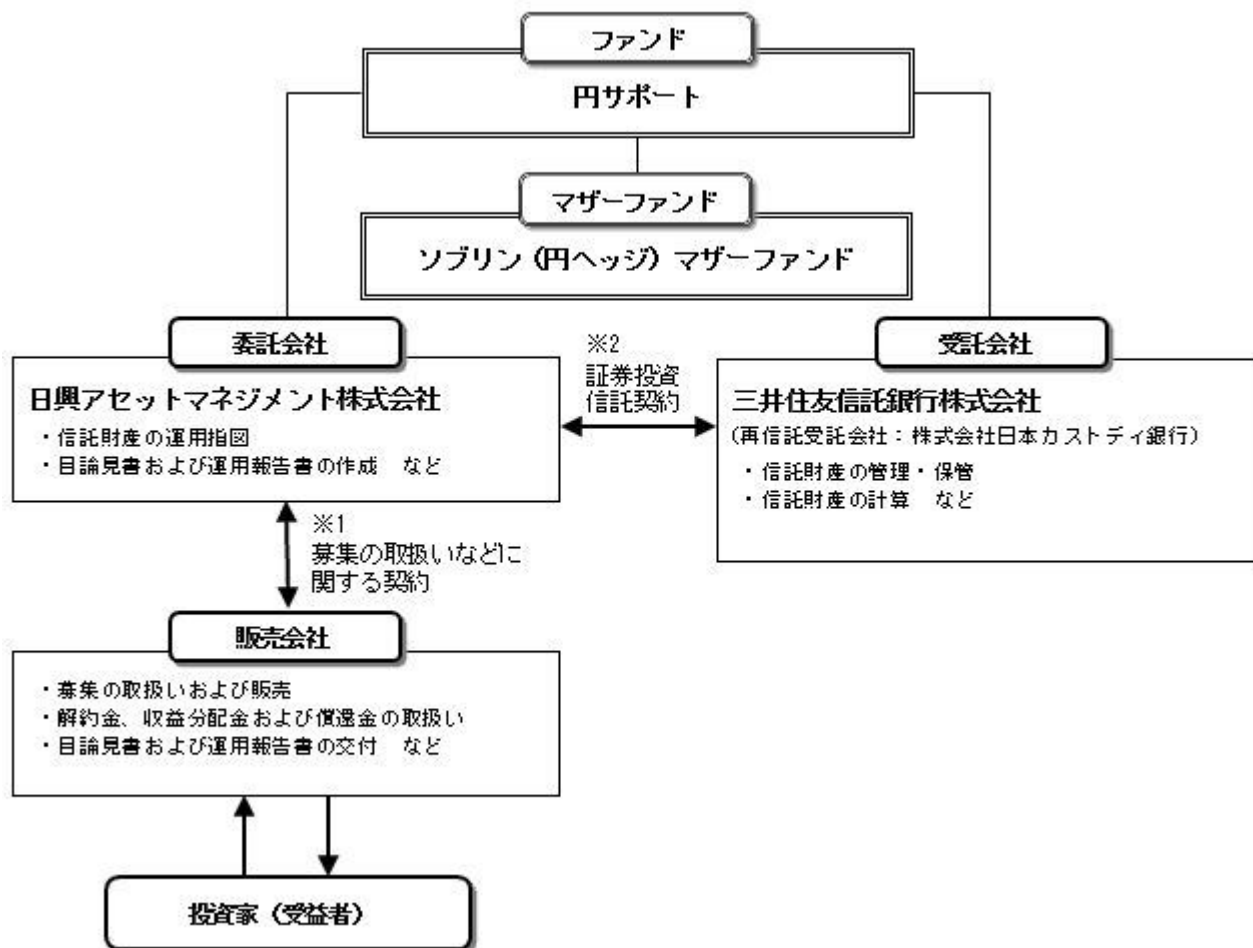 ファンド
円サポート
マザーファンド
ソブリン（円ヘッジ）マザーファンド
委託会社
日興アセットマネジメント株式会社
・信託財産の運用指図
・目論見書および運用報告書の作成　など
※2
証券投資
信託契約
受託会社
三井住友信託銀行株式会社
（再信託受託会社：株式会社日本カストディ銀行）
・信託財産の管理・保管
・信託財産の計算　など
※1
募集の取扱いなどに
関する契約
販売会社
・募集の取扱いおよび販売
・解約金、収益分配金および償還金の取扱い
・目論見書および運用報告書の交付　など
投資家（受益者）